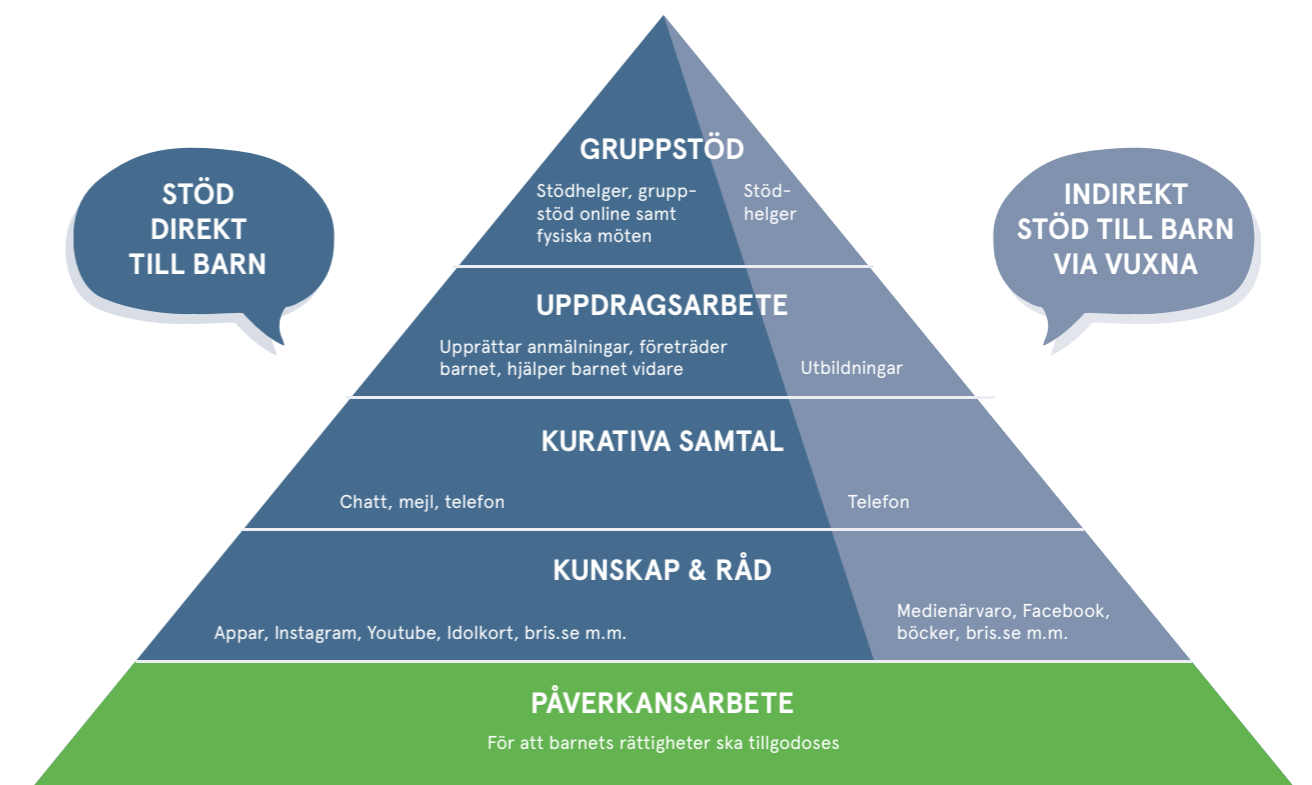 STÖD
DIREKT
TILL BARN
INDIREKT
STÖD TILL BARN
VIA VUXNA
GRUPPSTÖD
Stödhelger, grupp-
stöd online samt
fysiska möten
Stöd-
helger
UPPDRAGSARBETE
Upprättar anmälningar, företräder
barnet, hjälper barnet vidare
Utbildningar
KURATIVA SAMTAL
Chatt, mejl, telefon
Telefon
KUNSKAP & RÅD
Appar, Instagram, Youtube, Idolkort, bris.se m.m.
Medienärvaro, Facebook,
böcker, bris.se m.m.
PÅVERKANSARBETE
För att barnets rättigheter ska tillgodoses